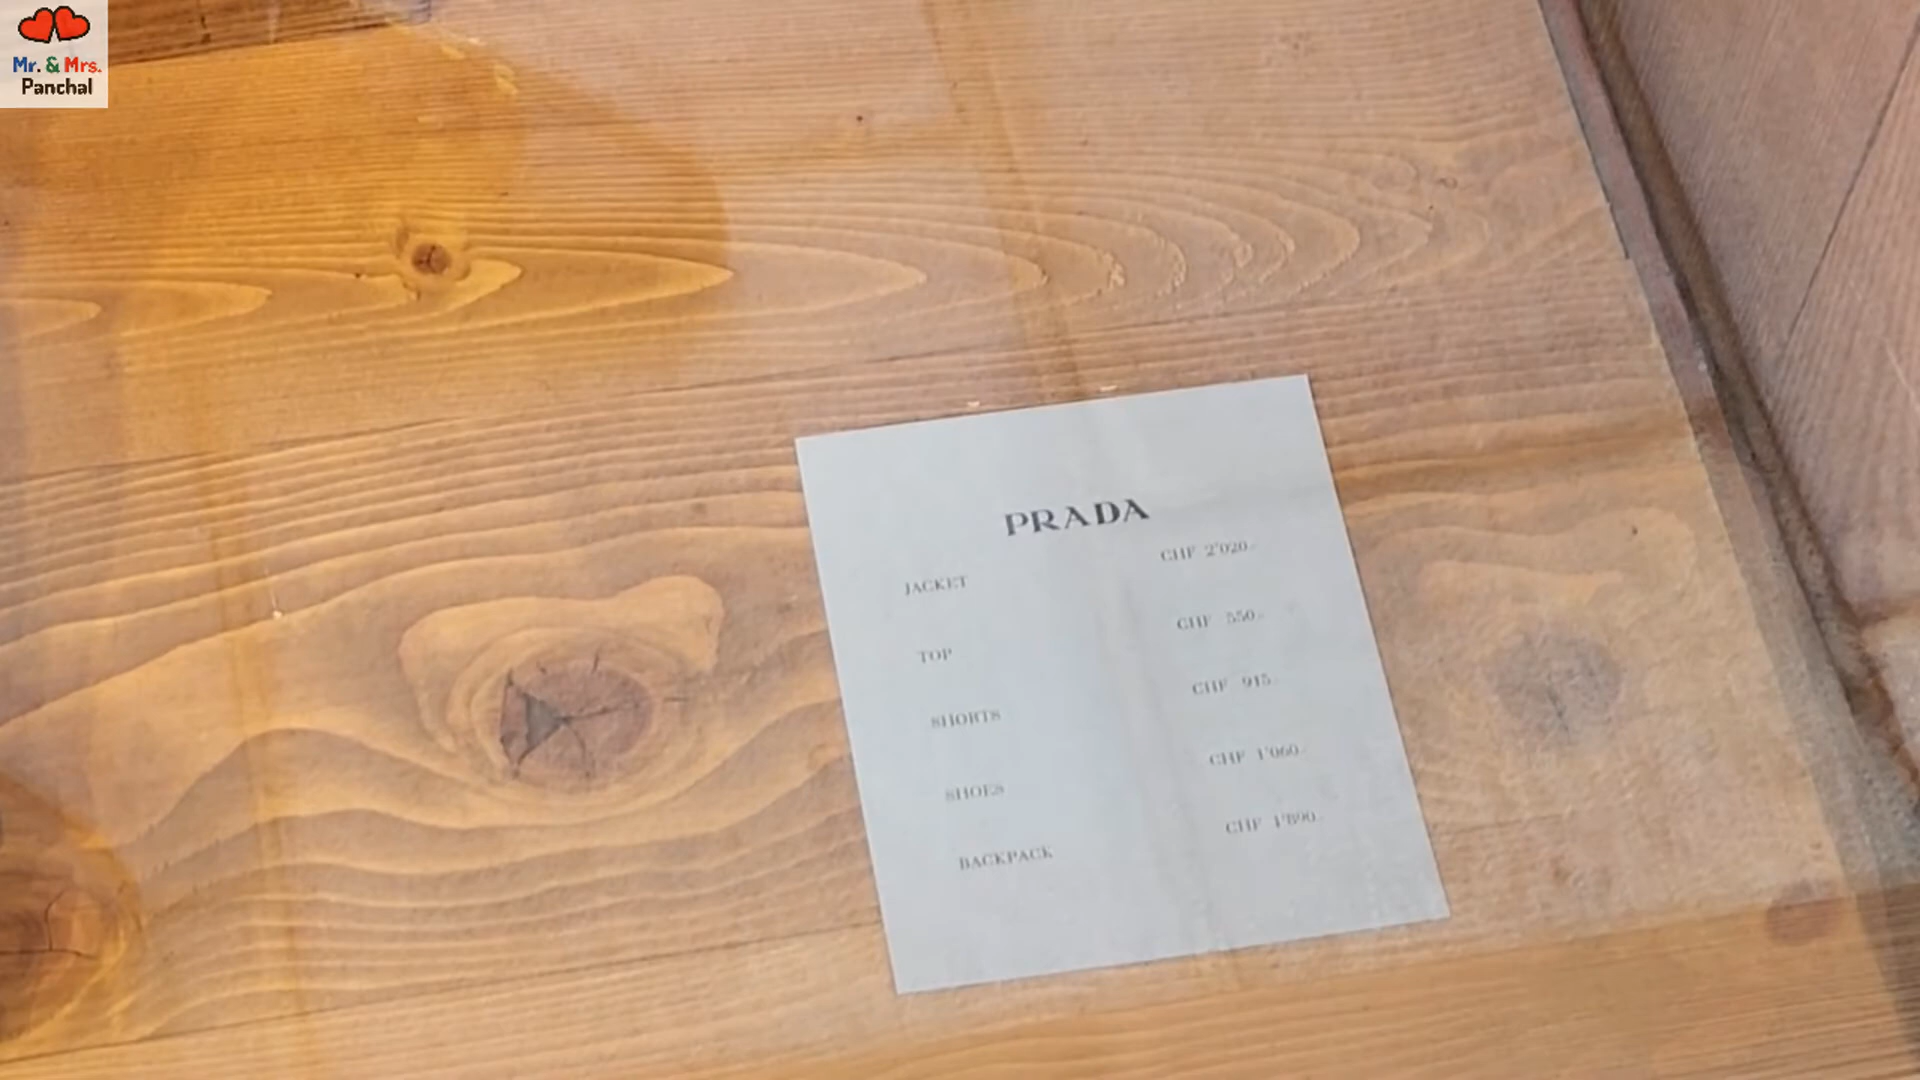 Mr. & Mrs.
Panchal
PRADA
JACKET CHF 2'020.-
TOP CHF 550.-
SHORTS CHF 915.-
SHOES CHF 1'060.-
BACKPACK CHF 1'890.-